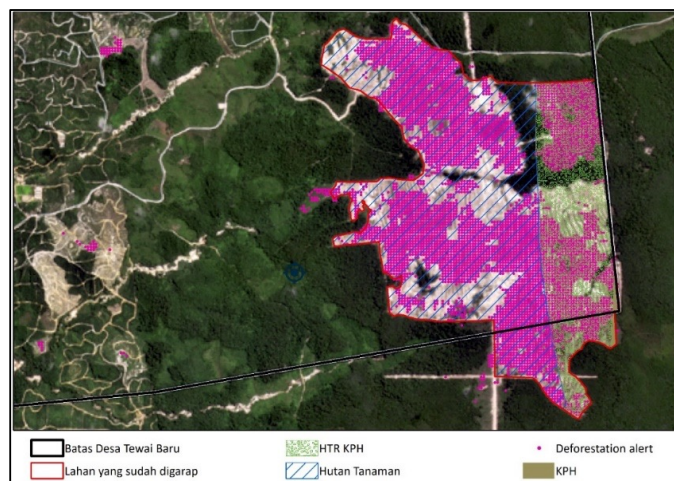 Batas Desa Tewai Baru
HTR KPH
Deforestation alert
Lahan yang sudah digarap
Hutan Tanaman
KPH